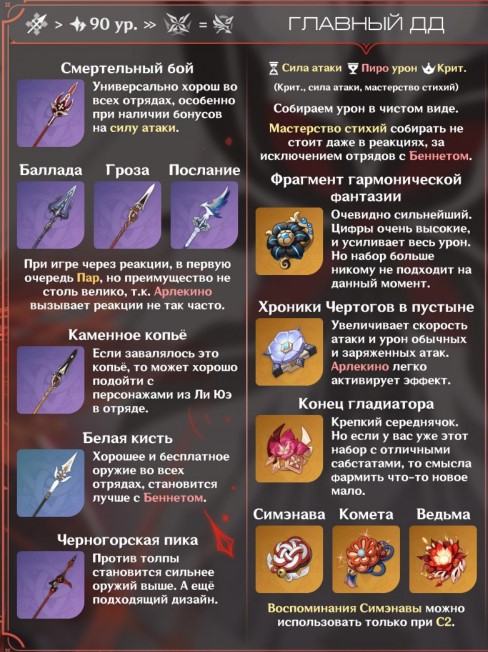 > 90 ур. >> =
ГЛАВНЫЙ ДД
Смертельный бой
Универсально хорош во
всех отрядах, особенно
при наличии бонусов
на силу атаки.
Баллада Гроза Послание
При игре через реакции, в первую
очередь Пар, но преимущество не
столь велико, т.к. Арлекино
вызывает реакции не так часто.
Каменное копьё
Если завалялось это
копьё, то может хорошо
подойти с
персонажами из Ли Юэ
в отряде.
Белая кисть
Хорошее и бесплатное
оружие во всех
отрядах, становится
лучше с Беннетом.
Черногорская пика
Против толпы
становится сильнее
оружий выше. А ещё
подходящий дизайн.
Сила атаки Пиро урон Крит.
(Крит., сила атаки, мастерство стихий)
Собираем урон в чистом виде.
Мастерство стихий собирать не
стоит даже в реакциях, за
исключением отрядов с Беннетом.
Фрагмент гармонической
фантазии
Очевидно сильнейший.
Цифры очень высокие,
и усиливает весь урон.
Но набор больше
никому не подходит на
данный момент.
Хроники Чертогов в пустыне
Увеличивает скорость
атаки и урон обычных
и заряженных атак.
Арлекино легко
активирует эффект.
Конец гладиатора
Крепкий середнячок.
Но если у вас уже этот
набор с отличными
сабстатами, то смысла
фармить что-то новое
мало.
Симэнава Комета Ведьма
Воспоминания Симэнавы можно
использовать только при С2.